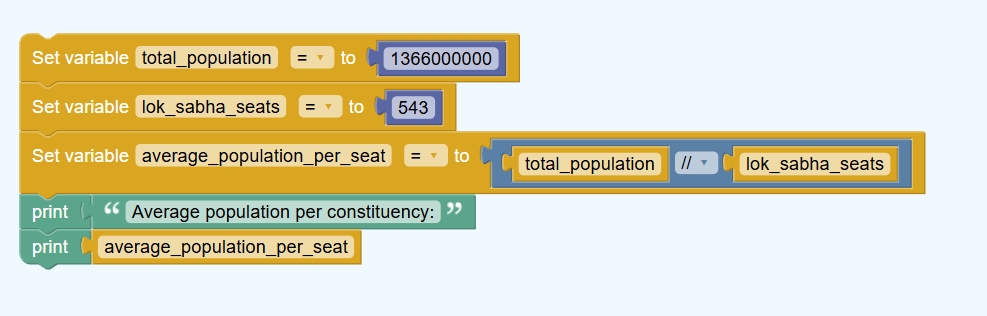 Set variable total_population = to 1366000000
Set variable lok_sabha_seats = to 543
Set variable average_population_per_seat = to total_population // lok_sabha_seats
print “ Average population per constituency: ”
print average_population_per_seat